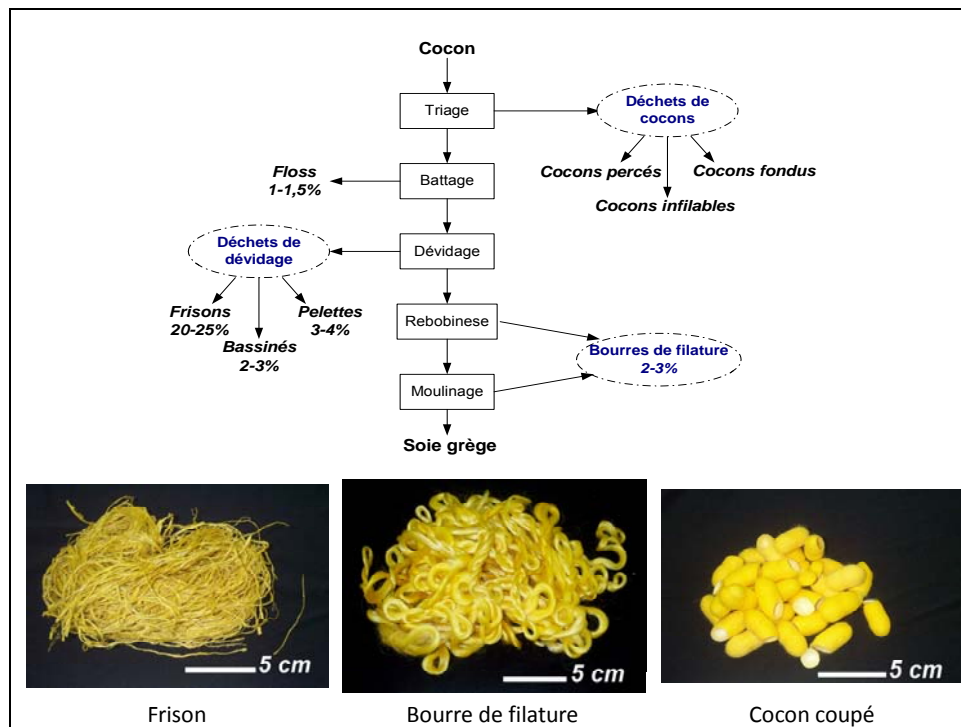 Cocon
Triage
Déchets de
cocons
Cocons percés
Cocons fondus
Cocons infilables
Floss
1-1,5%
Battage
Déchets de
dévidage
Dévidage
Frisons
20-25%
Pelettes
3-4%
Bassinés
2-3%
Rebobinese
Bourres de filature
2-3%
Moulinage
Soie grège
5 cm
5 cm
5 cm
Frison
Bourre de filature
Cocon coupé